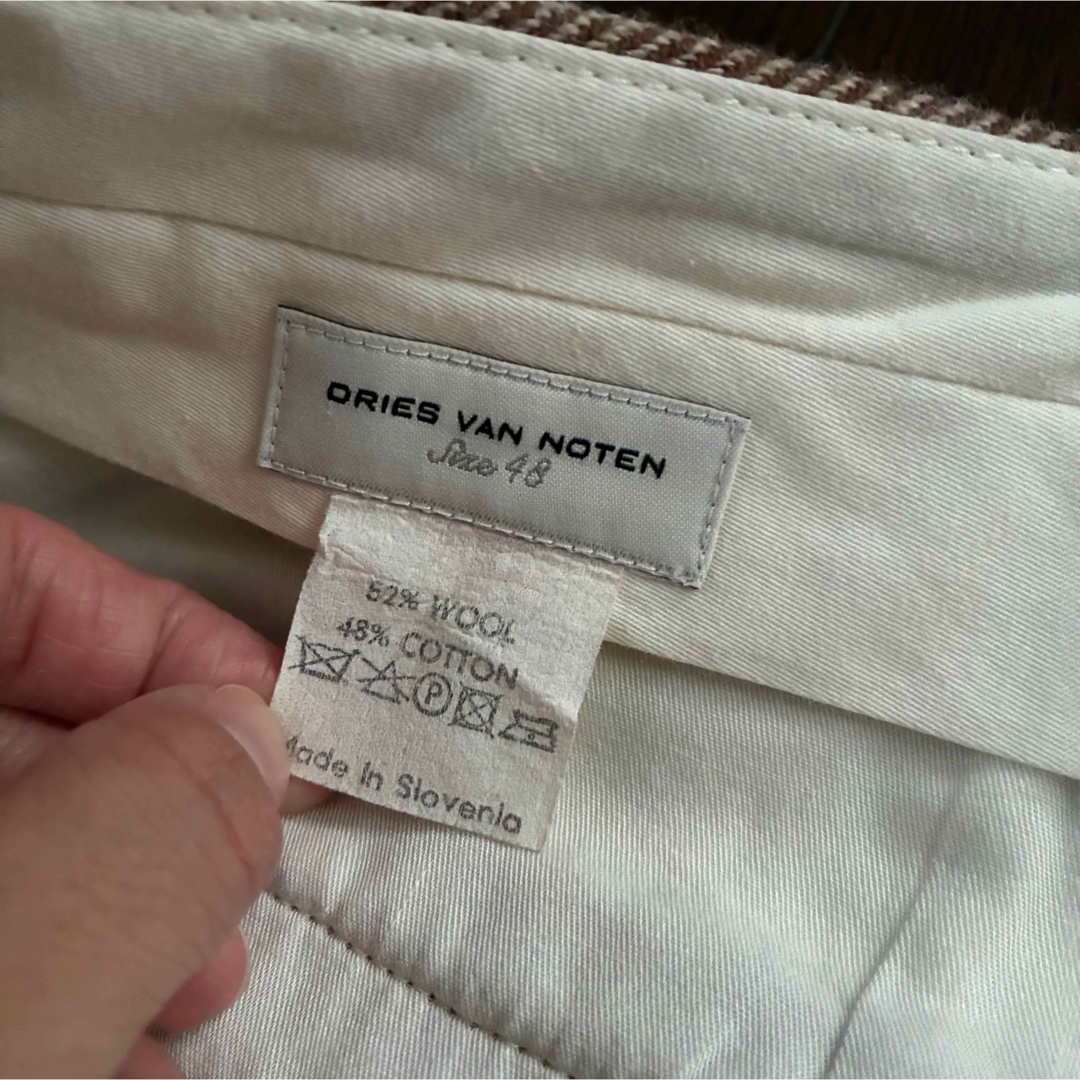 DRIES VAN NOTEN
Size 48
52% WOOL
48% COTTON
P
Made In Slovenia